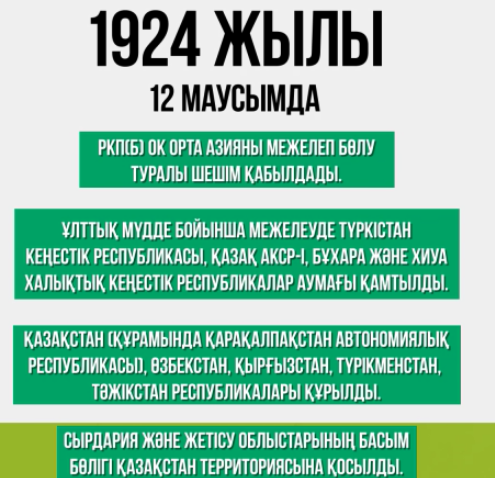 1924 ЖЫЛЫ
12 МАУСЫМДА
РКП(Б) ОК ОРТА АЗИЯНЫ МЕЖЕЛЕП БӨЛУ
ТУРАЛЫ ШЕШІМ ҚАБЫЛДАДЫ.
ҰЛТТЫҚ МҮДДЕ БОЙЫНША МЕЖЕЛЕУДЕ ТҮРКІСТАН
КЕҢЕСТІК РЕСПУБЛИКАСЫ, ҚАЗАҚ АКСР-І, БҰХАРА ЖӘНЕ ХИУА
ХАЛЫҚТЫҚ КЕҢЕСТІК РЕСПУБЛИКАЛАР АУМАҒЫ ҚАМТЫЛДЫ.
ҚАЗАҚСТАН (ҚҰРАМЫНДА ҚАРАҚАЛПАҚСТАН АВТОНОМИЯЛЫҚ
РЕСПУБЛИКАСЫ), ӨЗБЕКСТАН, ҚЫРҒЫЗСТАН, ТҮРІКМЕНСТАН,
ТӘЖІКСТАН РЕСПУБЛИКАЛАРЫ ҚҰРЫЛДЫ.
СЫРДАРИЯ ЖӘНЕ ЖЕТІСУ ОБЛЫСТАРЫНЫҢ БАСЫМ
БӨЛІГІ ҚАЗАҚСТАН ТЕРРИТОРИЯСЫНА ҚОСЫЛДЫ.